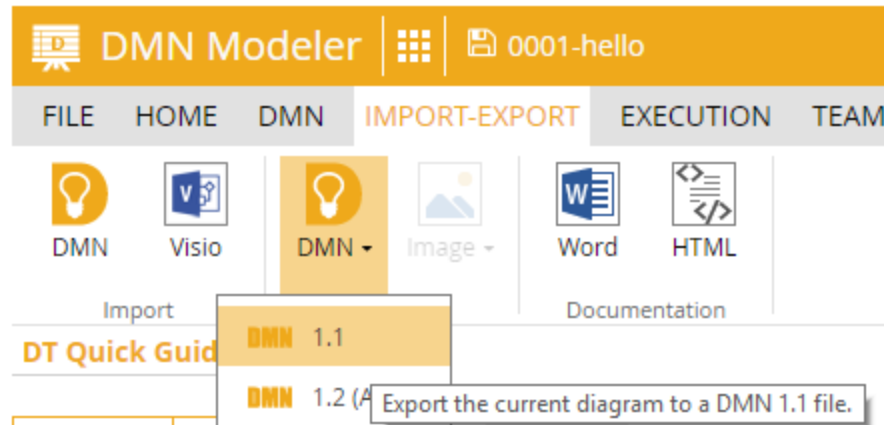 DMN Modeler 0001-hello
FILE HOME DMN IMPORT-EXPORT EXECUTION TEAM
DMN Visio DMN Image Word HTML
Import Documentation
DT Quick Guid
DMN 1.1
DMN 1.2 (A
Export the current diagram to a DMN 1.1 file.